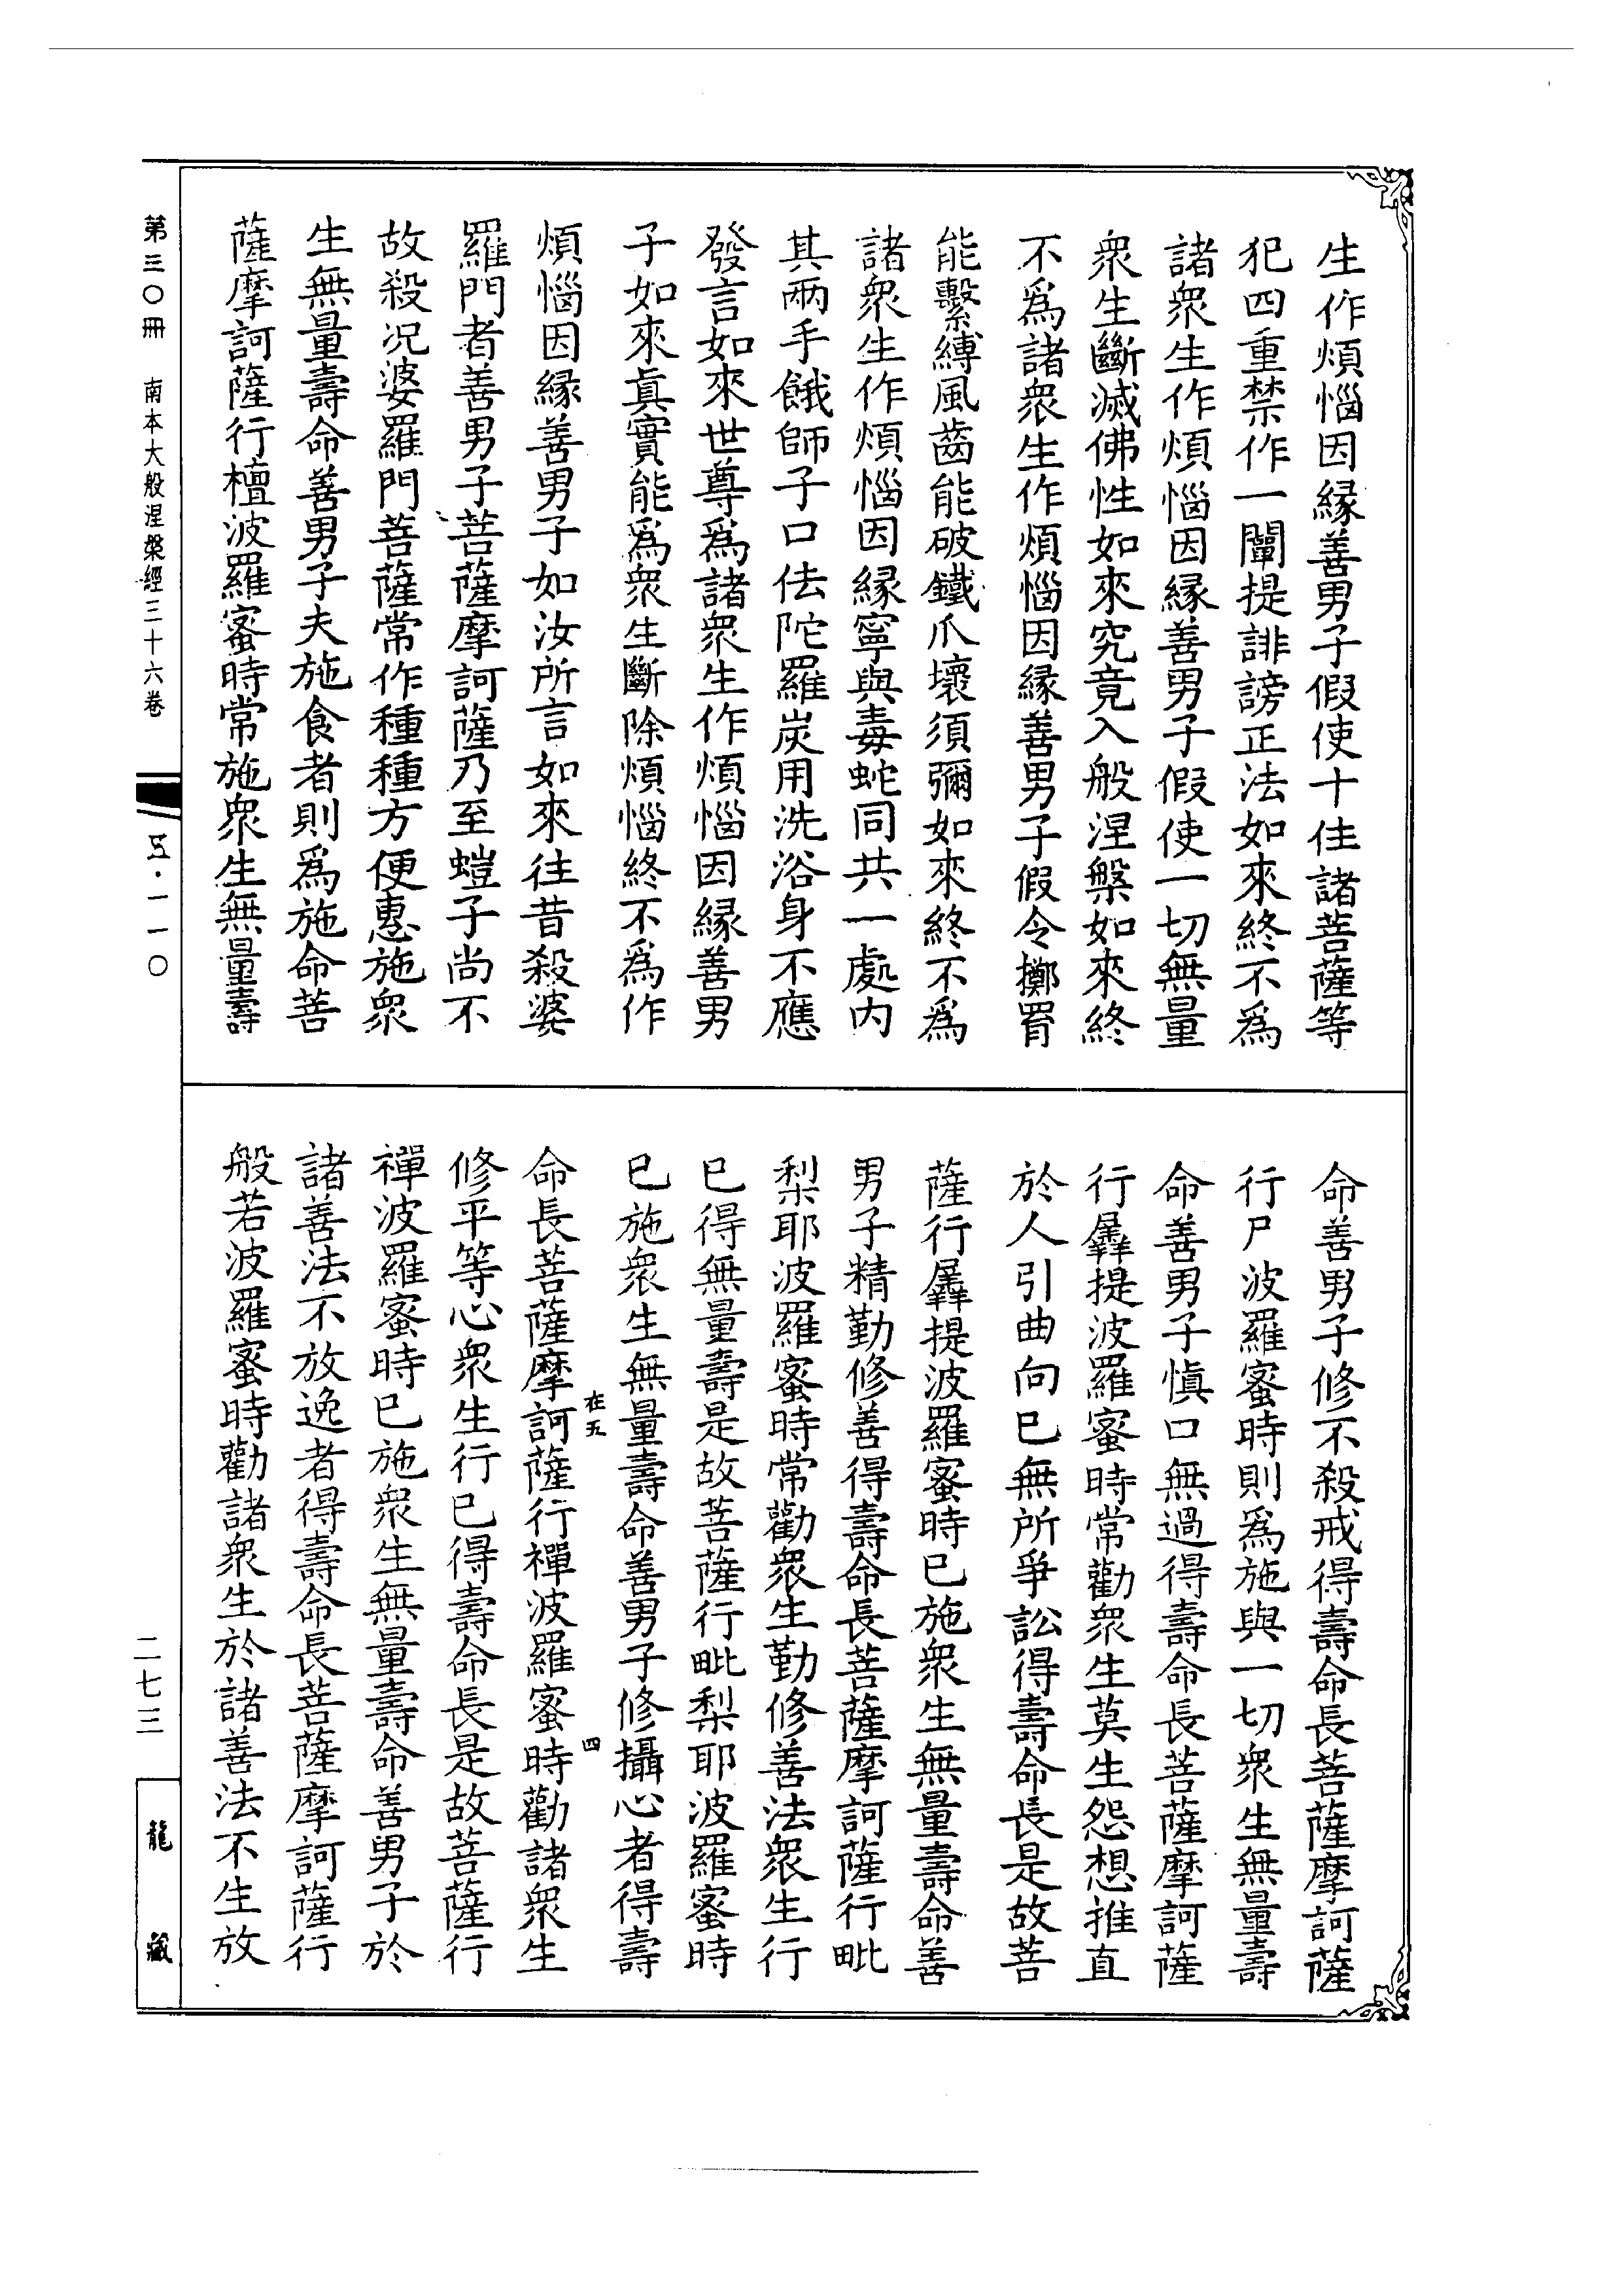 生作煩惱因縁善男子假使十住諸菩薩等
犯四重禁作一闡提誹謗正法如來終不爲
諸衆生作煩惱因縁善男子假使一切無量
衆生斷滅佛性如來究竟入般涅槃如來終
不爲諸衆生作煩惱因縁善男子假令擲罥
能繫縛風齒能破鐵爪壞須彌如來終不爲
諸衆生作煩惱因縁寧與毒蛇同共一處内
其兩手餓師子口佉陀羅炭用洗浴身不應
發言如來世尊爲諸衆生作煩惱因縁善男
子如來眞實能爲衆生斷除煩惱終不爲作
煩惱因縁善男子如汝所言如來往昔殺婆
羅門者善男子菩薩摩訶薩乃至螘子尚不
故殺况婆羅門菩薩常作種種方便惠施衆
生無量壽命善男子夫施食者則爲施命菩
薩摩訶薩行檀波羅蜜時常施衆生無量壽
命善男子修不殺戒得壽命長菩薩摩訶薩
行尸波羅蜜時則爲施與一切衆生無量壽
命善男子愼口無過得壽命長菩薩摩訶薩
行羼提波羅蜜時常勸衆生莫生怨想推直
於人引曲向已無所爭訟得壽命長是故菩
薩行羼提波羅蜜時已施衆生無量壽命善
男子精勤修善得壽命長菩薩摩訶薩行毗
梨耶波羅蜜時常勸衆生勤修善法衆生行
已得無量壽是故菩薩行毗梨耶波羅蜜時
已施衆生無量壽命善男子修攝心者得壽
在五
四
命長菩薩摩訶薩行禪波羅蜜時勸諸衆生
修平等心衆生行已得壽命長是故菩薩行
禪波羅蜜時已施衆生無量壽命善男子於
諸善法不放逸者得壽命長菩薩摩訶薩行
般若波羅蜜時勸諸衆生於諸善法不生放
第三〇冊 南本大般涅槃經三十六卷
五·一一〇
二七三
龍藏